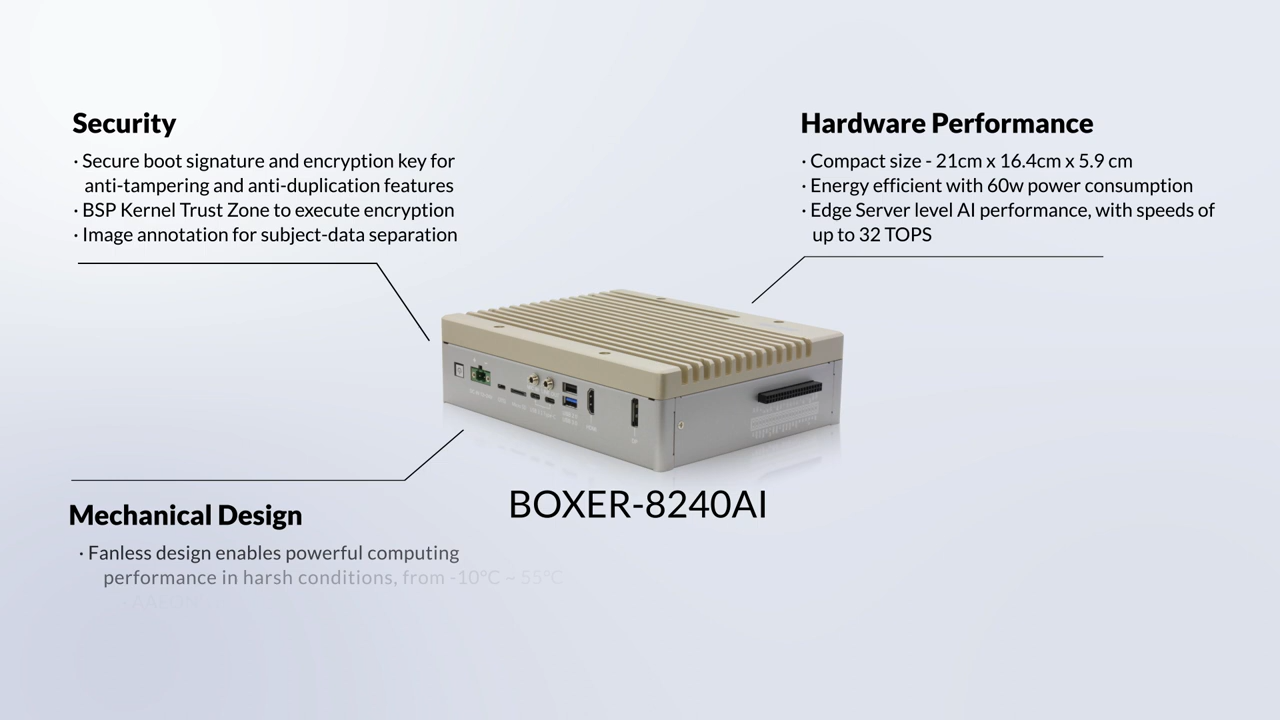 Security
· Secure boot signature and encryption key for
anti-tampering and anti-duplication features
· BSP Kernel Trust Zone to execute encryption
· Image annotation for subject-data separation
Hardware Performance
· Compact size - 21cm x 16.4cm x 5.9 cm
· Energy efficient with 60w power consumption
· Edge Server level AI performance, with speeds of
up to 32 TOPS
BOXER-8240AI
Mechanical Design
· Fanless design enables powerful computing
performance in harsh conditions, from -10°C ~ 55°C